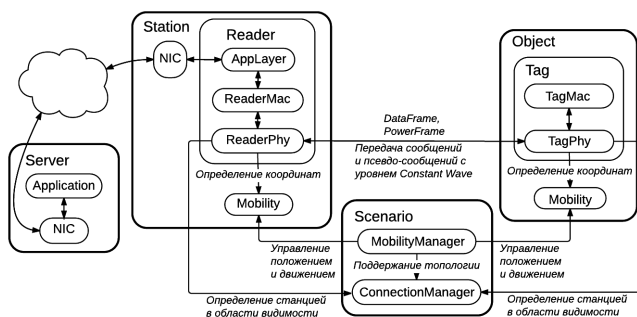 Station
NIC
Reader
AppLayer
ReaderMac
ReaderPhy
Определение координат
Mobility
Server
Application
NIC
DataFrame,
PowerFrame
Передача сообщений
и псевдо-сообщений с
уровнем Constant Wave
Object
Tag
TagMac
TagPhy
Определение координат
Mobility
Scenario
MobilityManager
Поддержание топологии
ConnectionManager
Управление
положением
и движением
Управление
положением
и движением
Определение станцией
в области видимости
Определение станцией
в области видимости